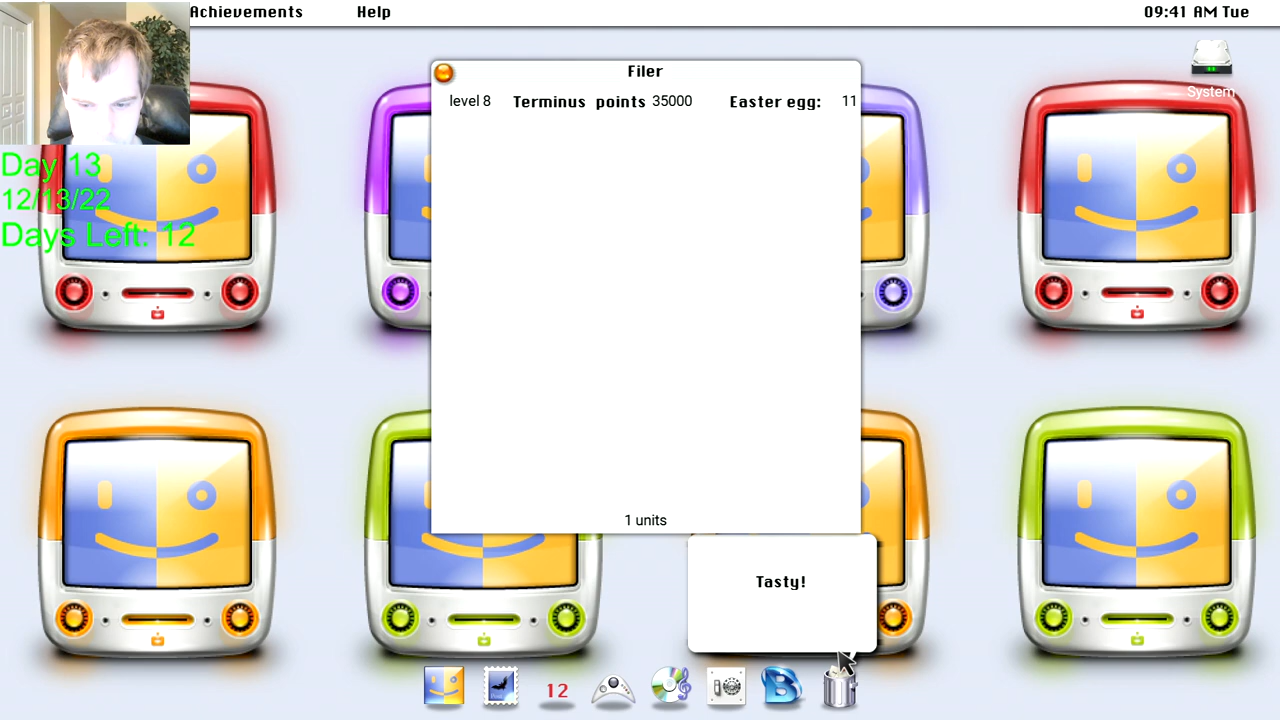 Achievements Help 09:41 AM Tue
Filer
level 8 Terminus points 35000 Easter egg: 11
System
Day 13
12/13/22
Days Left: 12
1 units
Tasty!
12
B